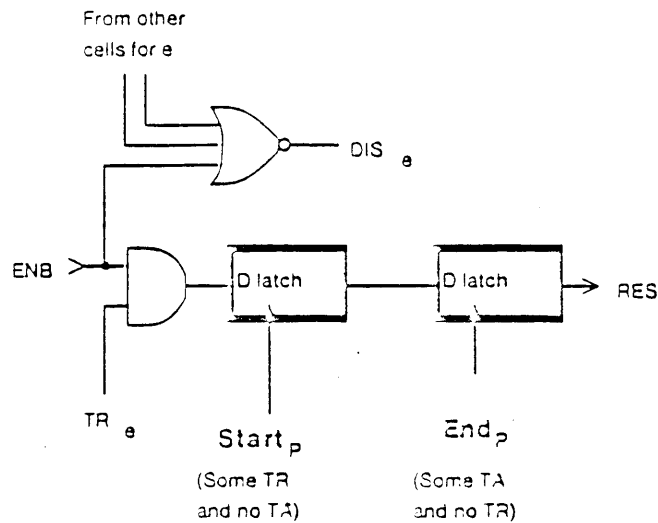 From other
cells for e
DIS e
ENB
D latch
D latch
RES
TR e
Start P
End P
(Some TR
and no TA)
(Some TA
and no TR)